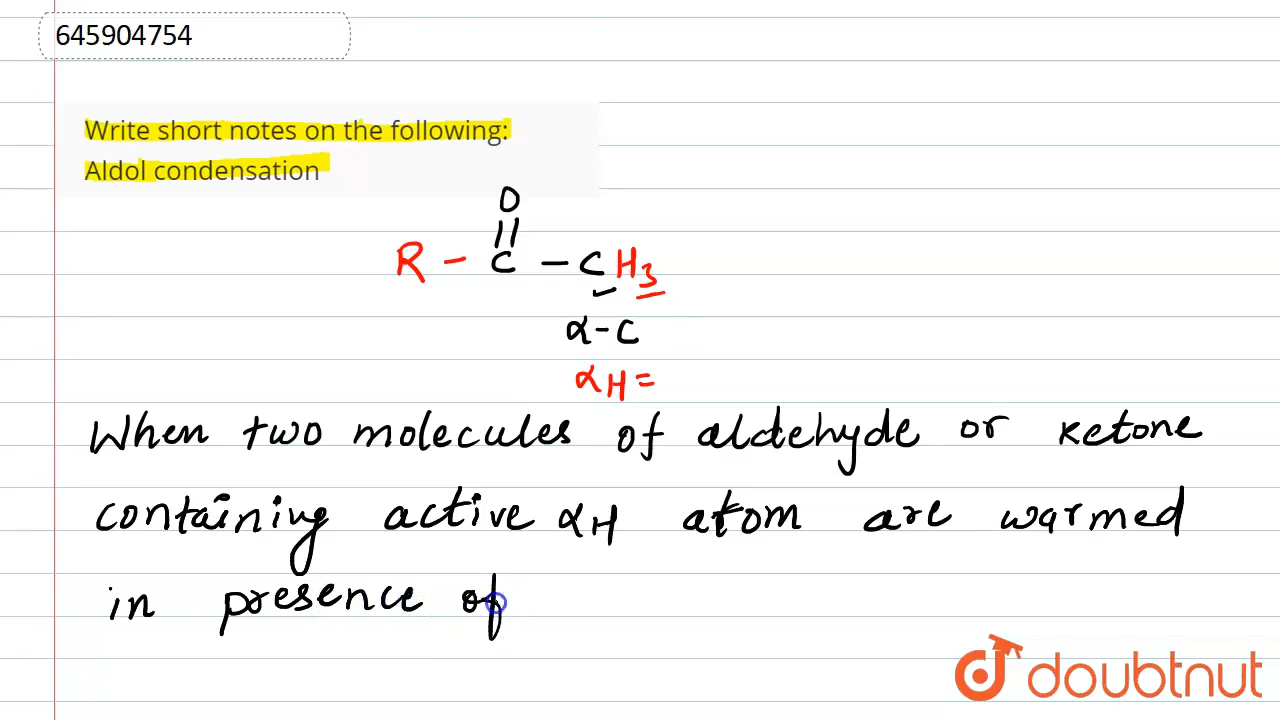 645904754
Write short notes on the following:
Aldol condensation
O
||
R - C - CH3
α-C
αH =
When two molecules of aldehyde or ketone
containing active αH atom are warmed
in presence of
doubtnut